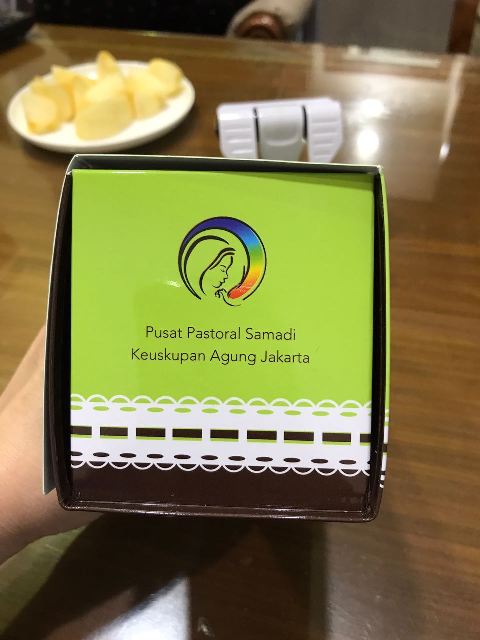 Pusat Pastoral Samadi
Keuskupan Agung Jakarta